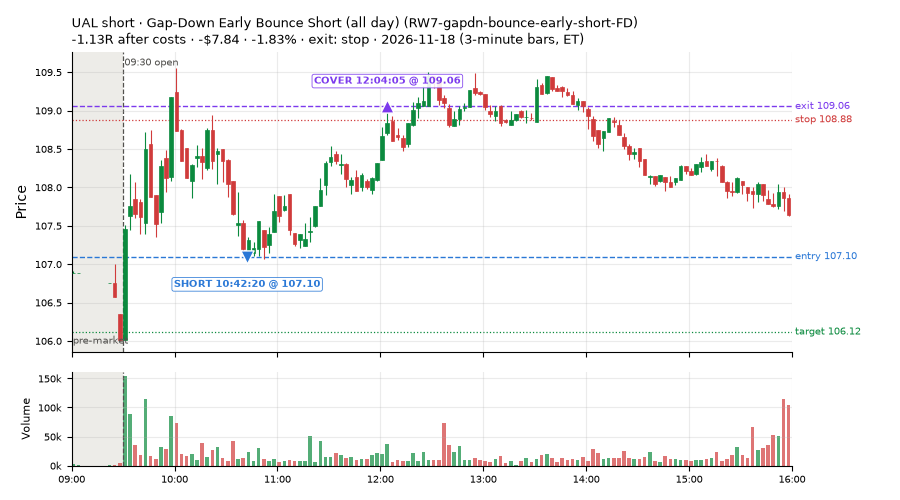 UAL short · Gap-Down Early Bounce Short (all day) (RW7-gapdn-bounce-early-short-FD)
-1.13R after costs · -$7.84 · -1.83% · exit: stop · 2026-11-18 (3-minute bars, ET)
09:30 open
COVER 12:04:05 @ 109.06
exit 109.06
stop 108.88
SHORT 10:42:20 @ 107.10
entry 107.10
target 106.12
pre-market
Price
109.5
109.0
108.5
108.0
107.5
107.0
106.5
106.0
Volume
150k
100k
50k
0k
09:00
10:00
11:00
12:00
13:00
14:00
15:00
16:00